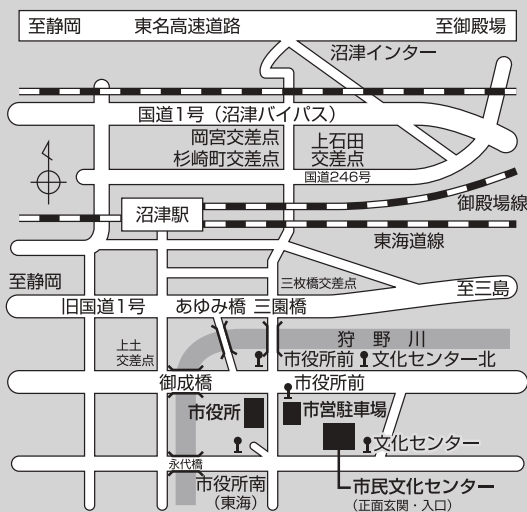 至静岡 東名高速道路 至御殿場
沼津インター
国道1号（沼津バイパス）
岡宮交差点
杉崎町交差点
上石田
交差点
国道246号
沼津駅
御殿場線
東海道線
至静岡
三枚橋交差点
至三島
旧国道1号 あゆみ橋 三園橋
狩野川
上土
交差点
市役所前 文化センター北
御成橋
市役所前
市役所
市営駐車場
文化センター
永代橋
市役所南
（東海）
市民文化センター
（正面玄関・入口）